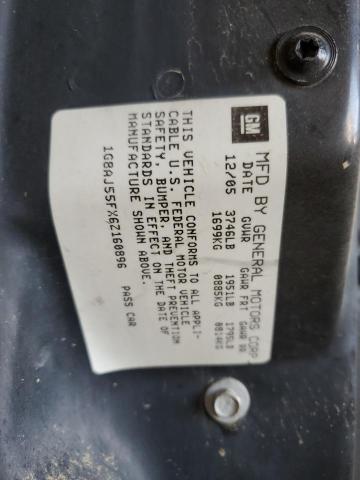 GM
MFD BY GENERAL MOTORS CORP
DATE GVWR GAWR FRT GAWR RR
12/05 3746LB 1951LB 1795LB
1699KG 0885KG 0814KG
THIS VEHICLE CONFORMS TO ALL APPLI-
CABLE U.S. FEDERAL MOTOR VEHICLE
SAFETY, BUMPER, AND THEFT PREVENTION
STANDARDS IN EFFECT ON THE DATE OF
MANUFACTURE SHOWN ABOVE.
1G8AJ55FX6Z160896 PASS CAR